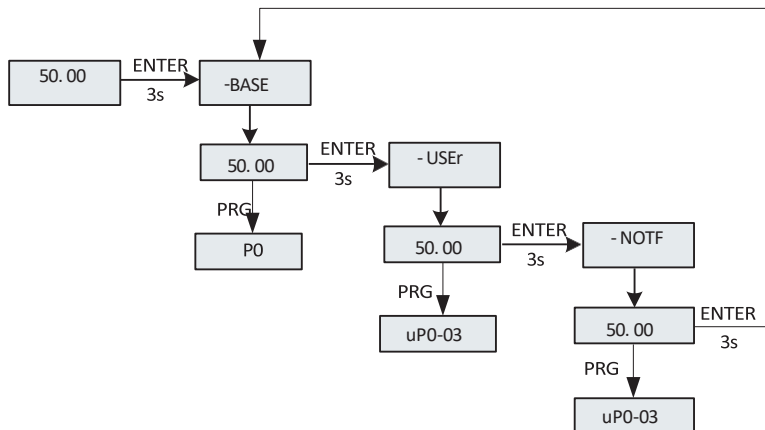 50. 00
ENTER
3s
-BASE
50. 00
ENTER
3s
- USEr
PRG
P0
50. 00
ENTER
3s
- NOTF
PRG
uP0-03
50. 00
ENTER
3s
PRG
uP0-03